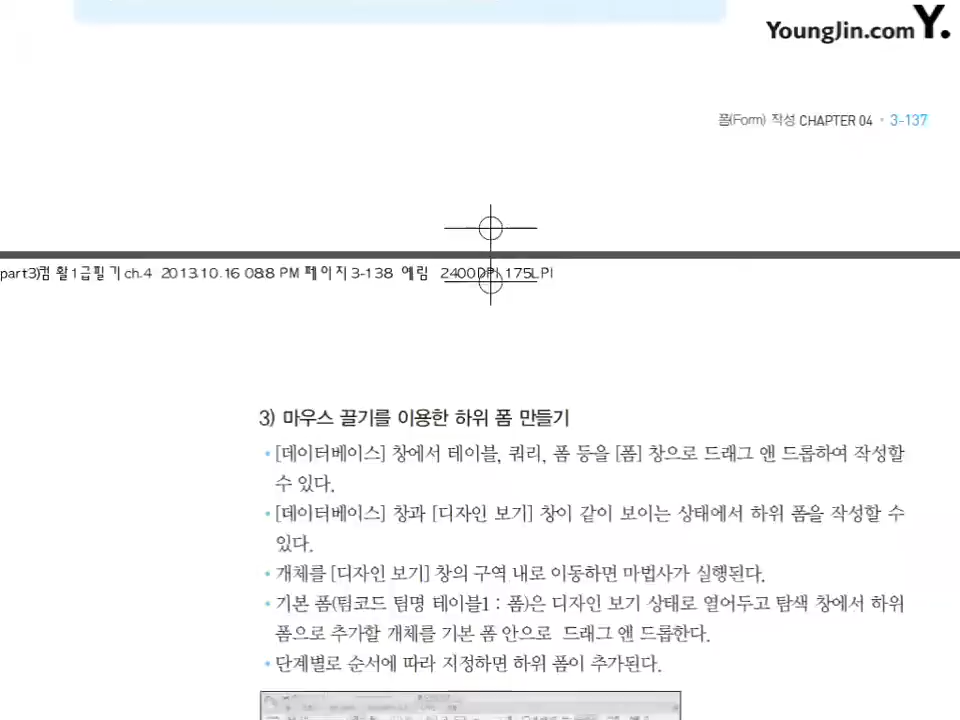 YoungJin.com Y.
폼(Form) 작성 CHAPTER 04 • 3-137
part3)컴활1급필기ch.4 2013.10.16 08:8 PM 페이지3-138 예림 2400DPI 175LPI
3) 마우스 끌기를 이용한 하위 폼 만들기
• [데이터베이스] 창에서 테이블, 쿼리, 폼 등을 [폼] 창으로 드래그 앤 드롭하여 작성할
수 있다.
• [데이터베이스] 창과 [디자인 보기] 창이 같이 보이는 상태에서 하위 폼을 작성할 수
있다.
• 개체를 [디자인 보기] 창의 구역 내로 이동하면 마법사가 실행된다.
• 기본 폼(팀코드 팀명 테이블1 : 폼)은 디자인 보기 상태로 열어두고 탐색 창에서 하위
폼으로 추가할 개체를 기본 폼 안으로 드래그 앤 드롭한다.
• 단계별로 순서에 따라 지정하면 하위 폼이 추가된다.